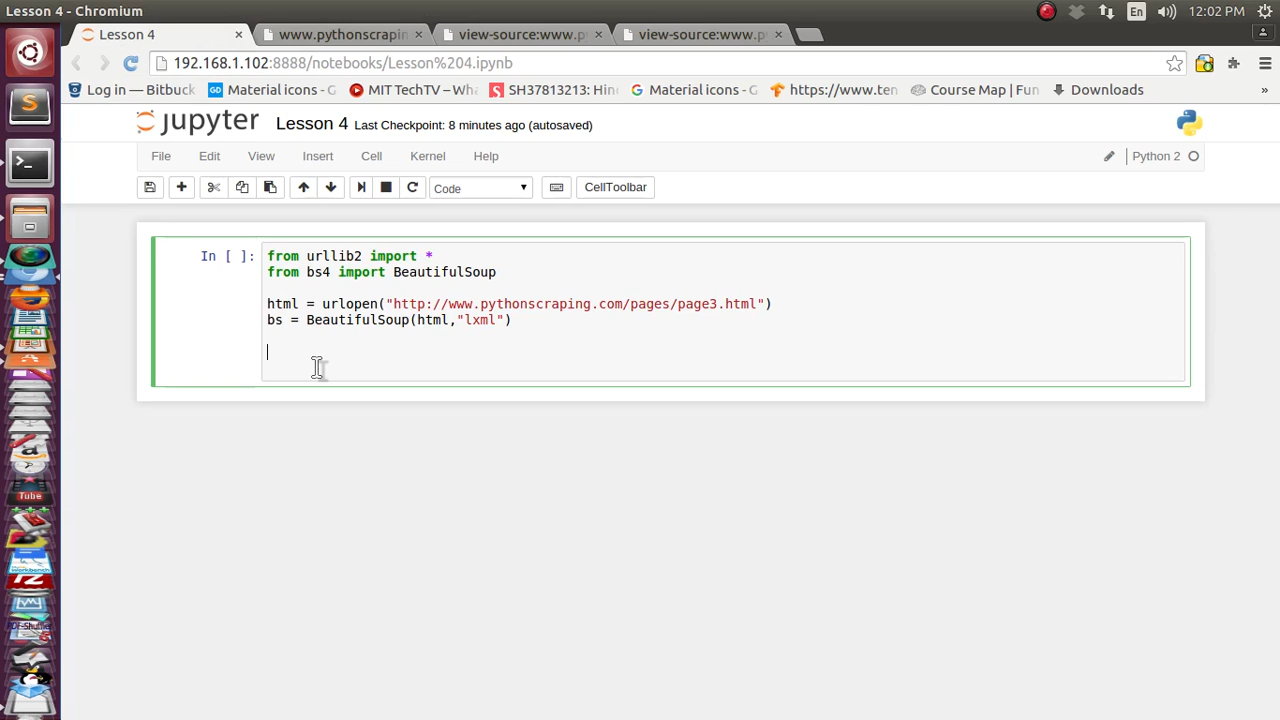 Lesson 4 - Chromium
En
12:02 PM
Lesson 4
www.pythonscrapin
view-source:www.p
view-source:www.p
192.168.1.102:8888/notebooks/Lesson%204.ipynb
Log in — Bitbuck
Material icons - G
MIT TechTV – Wha
SH37813213: Hin
Material icons - G
https://www.ten
Course Map | Fun
Downloads
»
jupyter
Lesson 4
Last Checkpoint: 8 minutes ago (autosaved)
File
Edit
View
Insert
Cell
Kernel
Help
Python 2
Code
CellToolbar
In [ ]:
from urllib2 import *
from bs4 import BeautifulSoup
html = urlopen("http://www.pythonscraping.com/pages/page3.html")
bs = BeautifulSoup(html,"lxml")
Tube